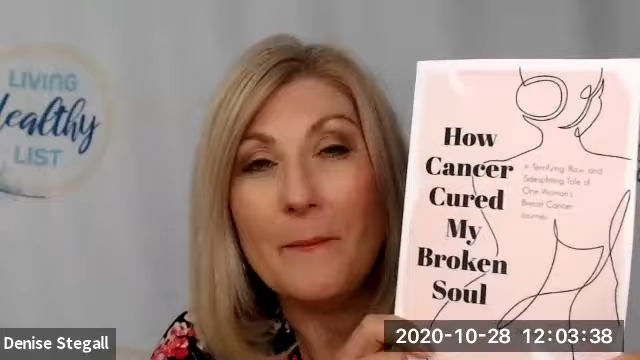 LIVING
Healthy
LIST
How
Cancer
Cured
My
Broken
Soul
A Terrifying, Raw, and
Sidesplitting Tale of
One Woman's
Breast Cancer
Journey
2020-10-28 12:03:38
Denise Stegall